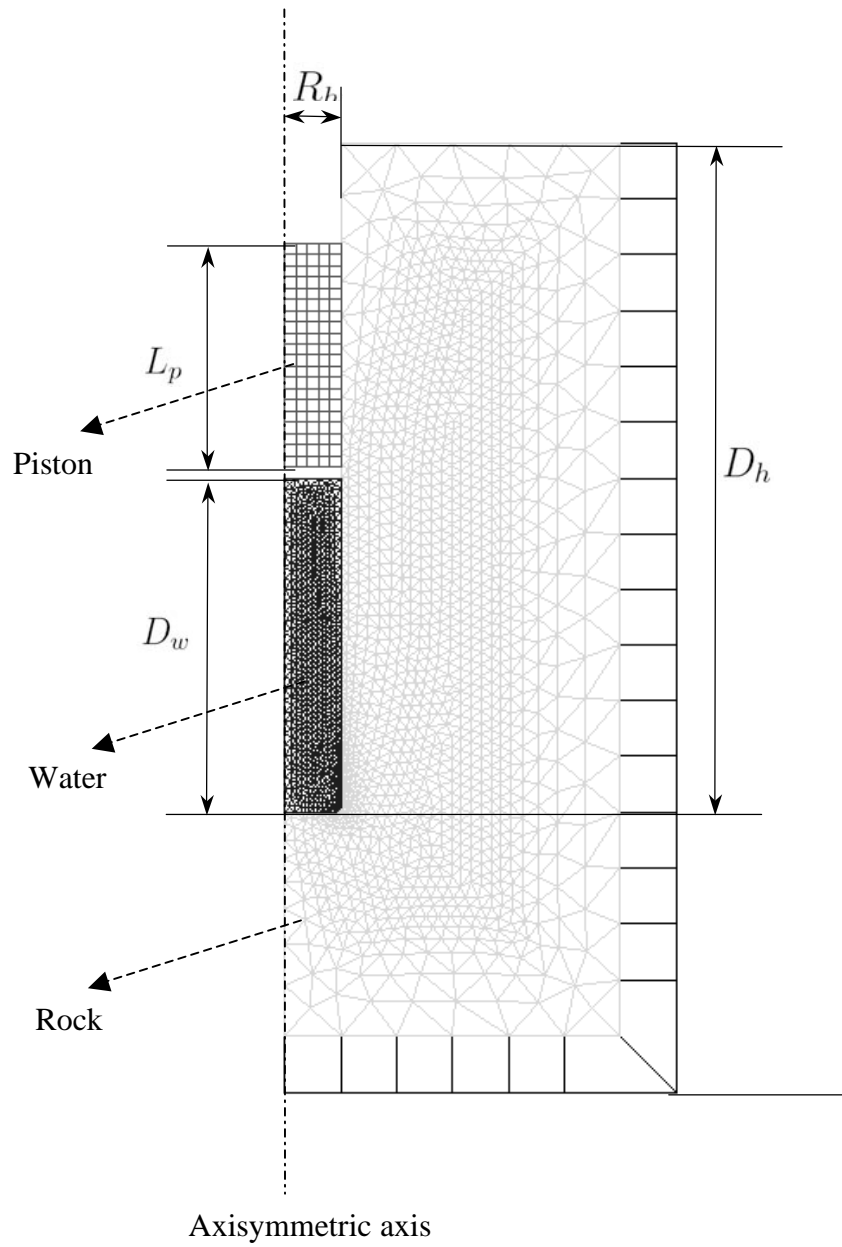 R_h
L_p
Piston
D_h
D_w
Water
Rock
Axisymmetric axis